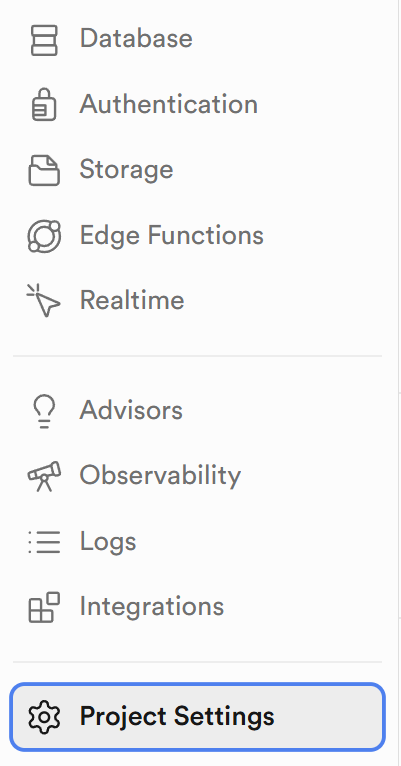 Database
Authentication
Storage
Edge Functions
Realtime
Advisors
Observability
Logs
Integrations
Project Settings